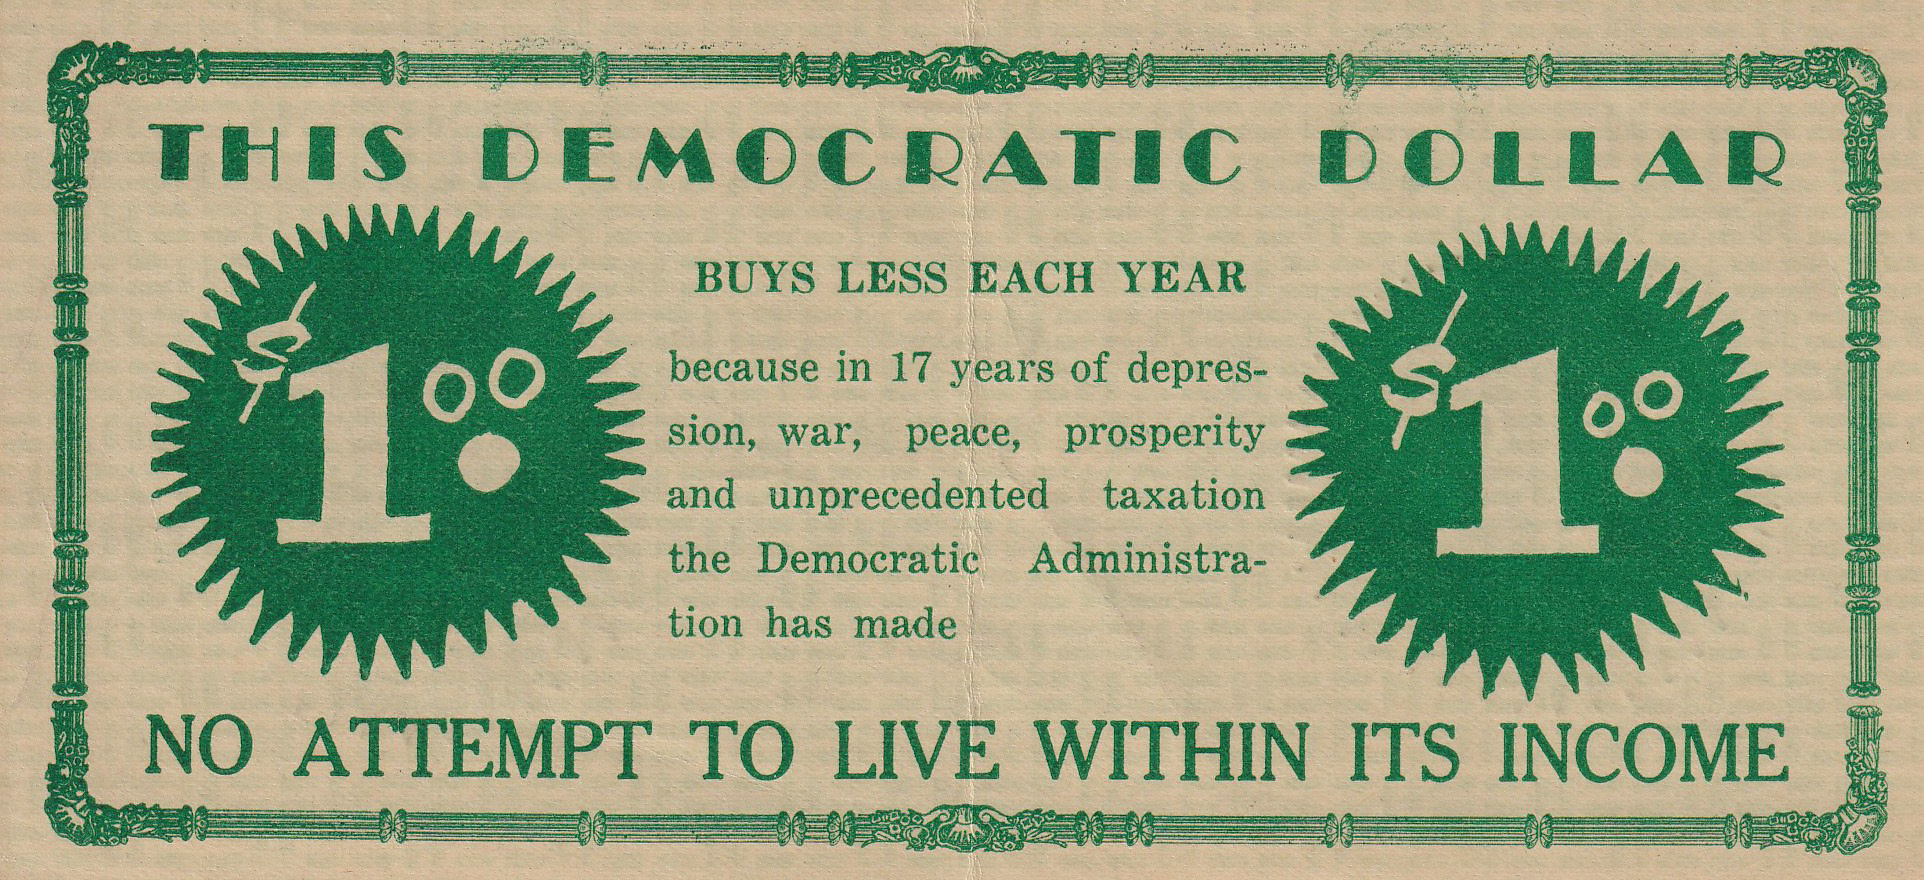 THIS DEMOCRATIC DOLLAR
BUYS LESS EACH YEAR
$1.00
$1.00
because in 17 years of depres-
sion, war, peace, prosperity
and unprecedented taxation
the Democratic Administra-
tion has made
NO ATTEMPT TO LIVE WITHIN ITS INCOME